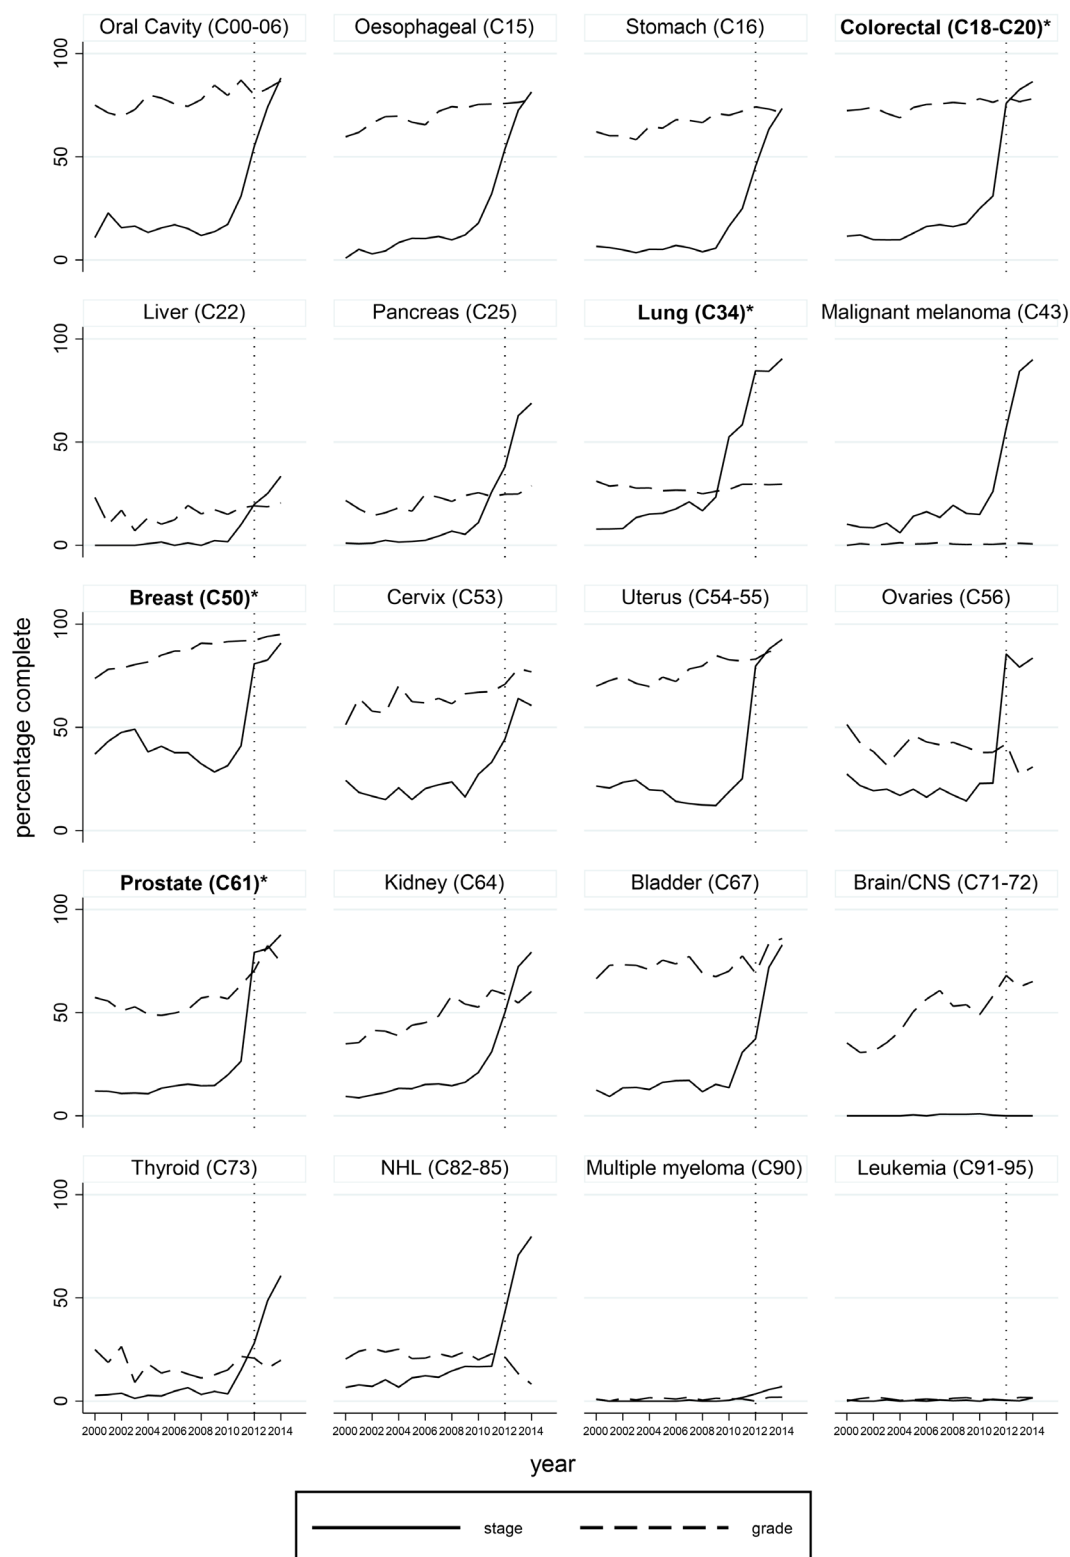 Oral Cavity (C00-06) Oesophageal (C15) Stomach (C16) Colorectal (C18-C20)*
100
50
0
Liver (C22) Pancreas (C25) Lung (C34)* Malignant melanoma (C43)
100
50
0
Breast (C50)* Cervix (C53) Uterus (C54-55) Ovaries (C56)
100
50
0
percentage complete
Prostate (C61)* Kidney (C64) Bladder (C67) Brain/CNS (C71-72)
100
50
0
Thyroid (C73) NHL (C82-85) Multiple myeloma (C90) Leukemia (C91-95)
100
50
0
2000 2002 2004 2006 2008 2010 2012 2014 2000 2002 2004 2006 2008 2010 2012 2014 2000 2002 2004 2006 2008 2010 2012 2014 2000 2002 2004 2006 2008 2010 2012 2014
year
stage grade